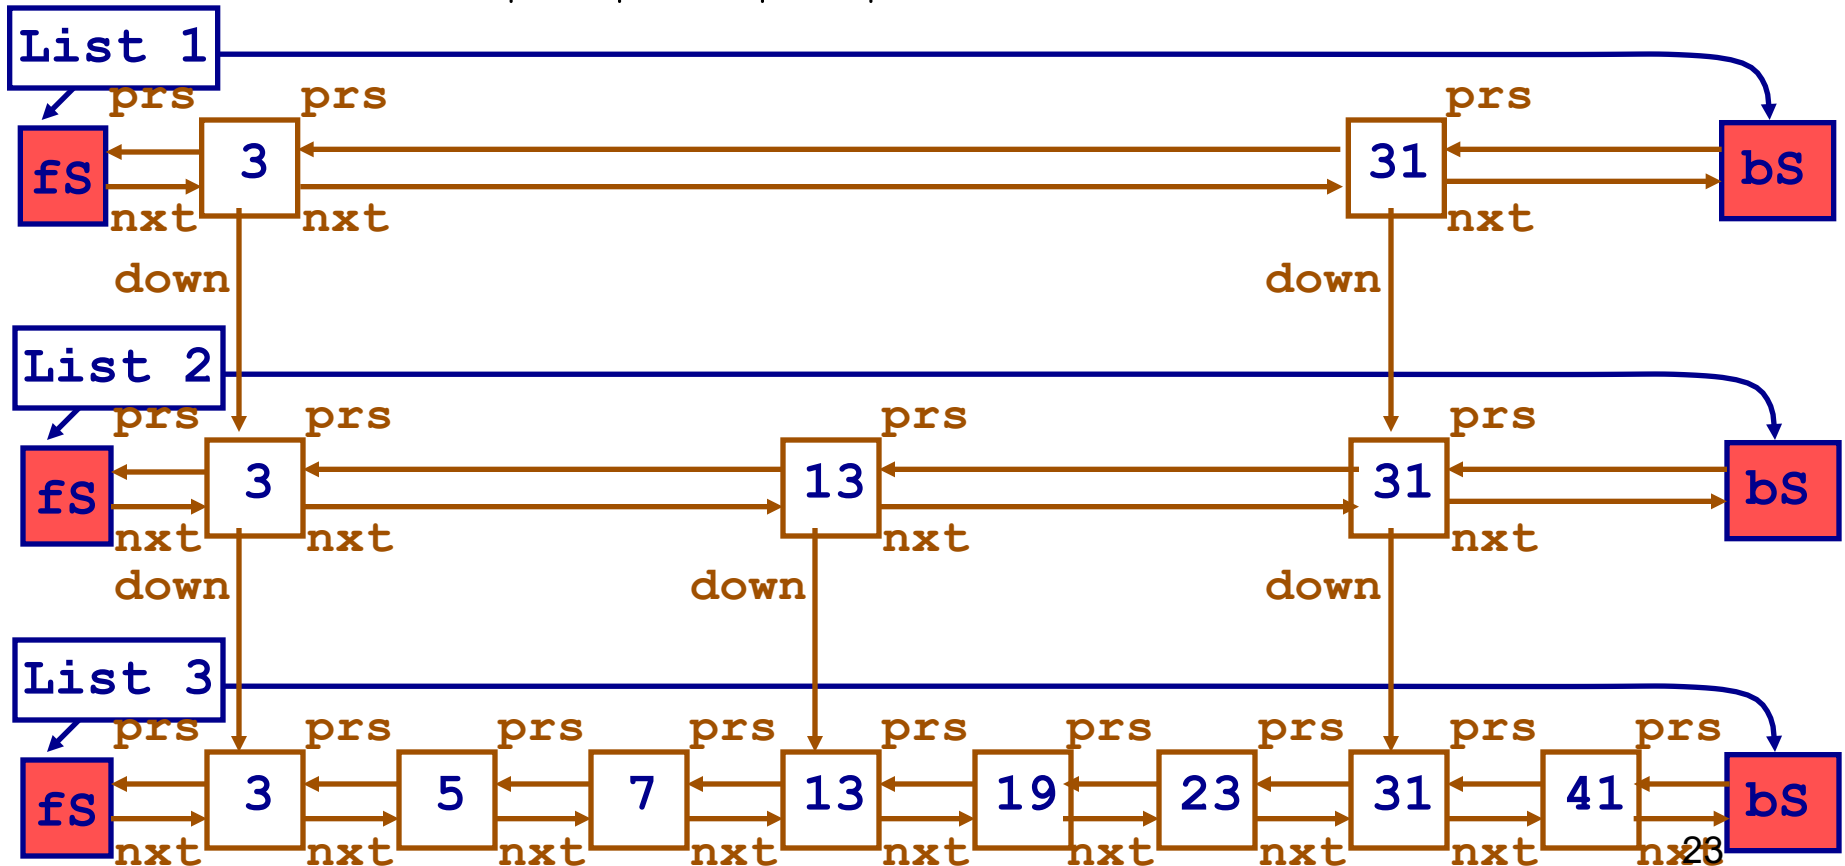 List 1
prs prs prs
fS 3 31 bS
nxt nxt nxt
down down
List 2
prs prs prs prs
fS 3 13 31 bS
nxt nxt nxt nxt
down down down
List 3
prs prs prs prs prs prs prs prs prs
fS 3 5 7 13 19 23 31 41 bS
nxt nxt nxt nxt nxt nxt nxt nxt
23